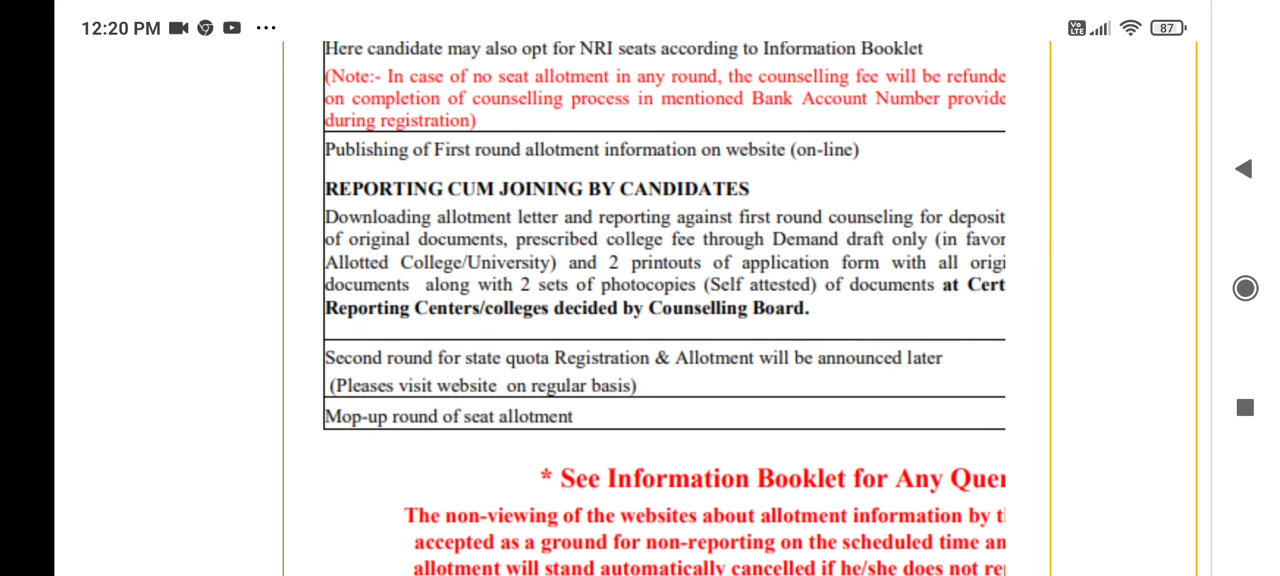 12:20 PM ... Vo LTE 87
Here candidate may also opt for NRI seats according to Information Booklet
(Note:- In case of no seat allotment in any round, the counselling fee will be refunde
on completion of counselling process in mentioned Bank Account Number provide
during registration)
Publishing of First round allotment information on website (on-line)
REPORTING CUM JOINING BY CANDIDATES
Downloading allotment letter and reporting against first round counseling for deposit
of original documents, prescribed college fee through Demand draft only (in favor
Allotted College/University) and 2 printouts of application form with all origi
documents along with 2 sets of photocopies (Self attested) of documents at Cert
Reporting Centers/colleges decided by Counselling Board.
Second round for state quota Registration & Allotment will be announced later
(Pleases visit website on regular basis)
Mop-up round of seat allotment
* See Information Booklet for Any Quer
The non-viewing of the websites about allotment information by t
accepted as a ground for non-reporting on the scheduled time an
allotment will stand automatically cancelled if he/she does not re